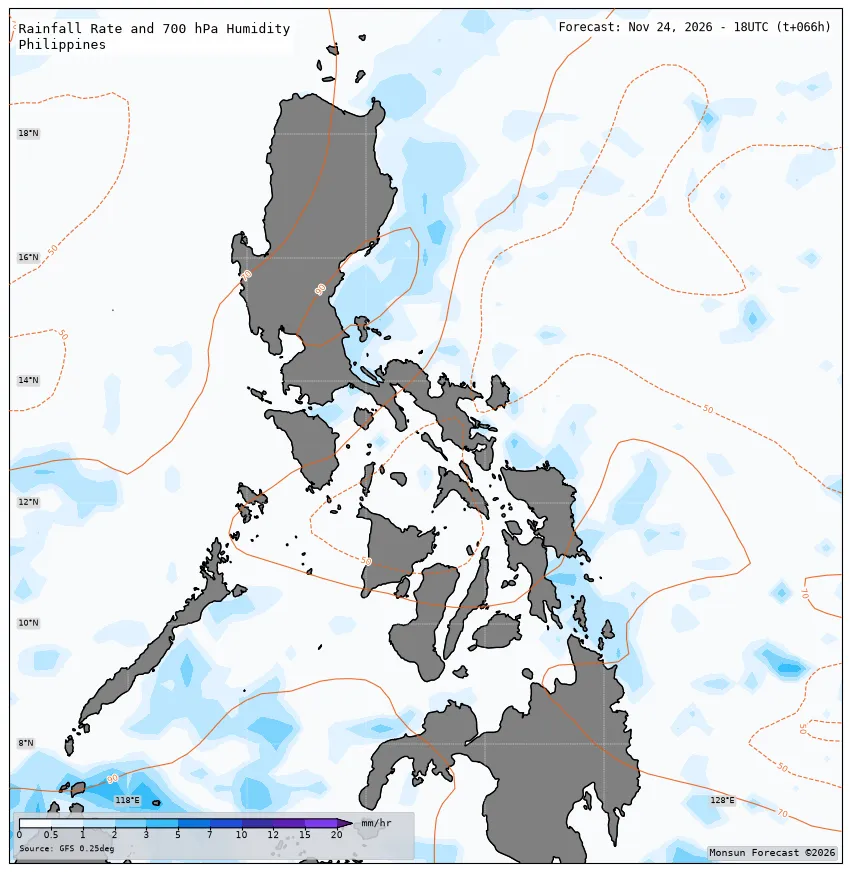 Rainfall Rate and 700 hPa Humidity
Philippines
Forecast: Nov 24, 2026 - 18UTC (t+066h)
18°N
50
16°N
70
90
50
14°N
50
12°N
50
70
10°N
50
8°N
50
90
118°E
128°E
70
0 0.5 1 2 3 5 7 10 12 15 20 mm/hr
Source: GFS 0.25deg
Monsun Forecast ©2026